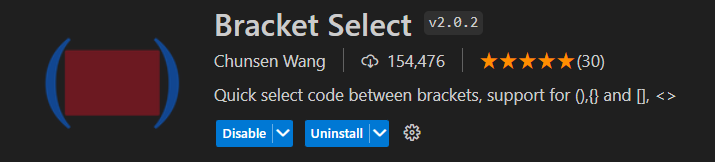 Bracket Select v2.0.2
Chunsen Wang 154,476 ★★★★★(30)
Quick select code between brackets, support for (),{} and [], <>
Disable Uninstall